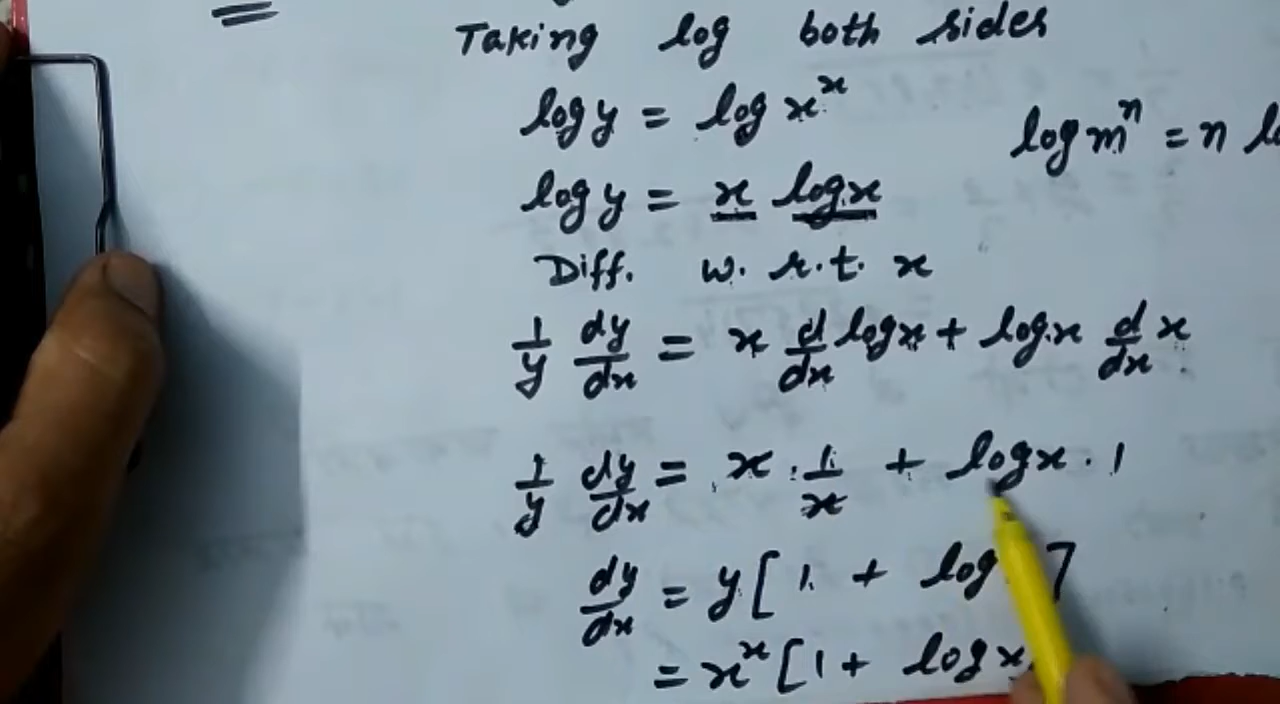 Taking log both sides
log y = log x^x
log m^n = n l
log y = x log x
Diff. w.r.t. x
1/y dy/dx = x d/dx log x + log x d/dx x
1/y dy/dx = x . 1/x + log x . 1
dy/dx = y [ 1 + log ]
= x^x [ 1 + log x